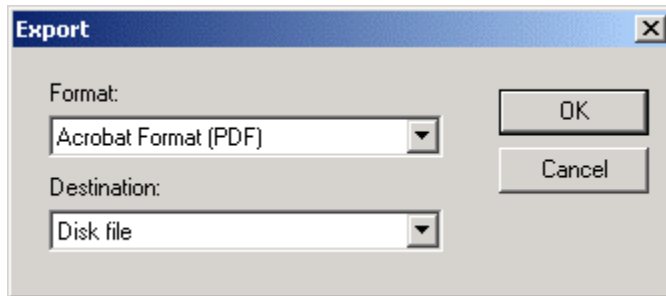 Export
Format:
Acrobat Format (PDF)
OK
Cancel
Destination:
Disk file